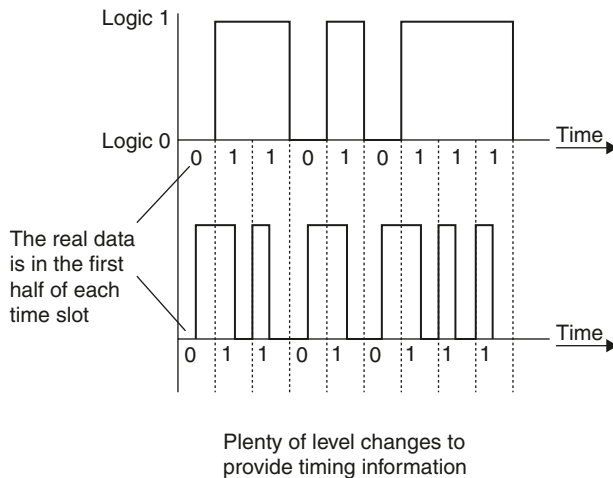 Logic 1
Logic 0
Time
0 1 1 0 1 0 1 1 1
The real data
is in the first
half of each
time slot
Time
0 1 1 0 1 0 1 1 1
Plenty of level changes to
provide timing information